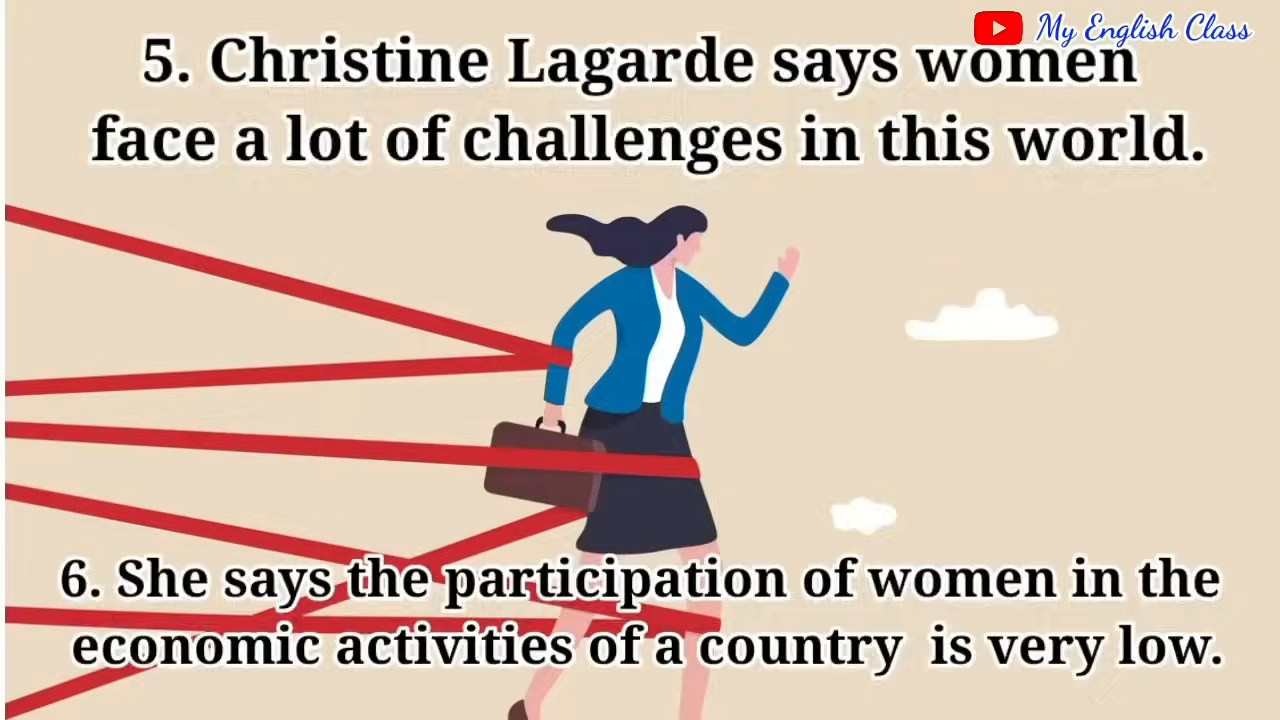 My English Class
5. Christine Lagarde says women
face a lot of challenges in this world.
6. She says the participation of women in the
economic activities of a country is very low.